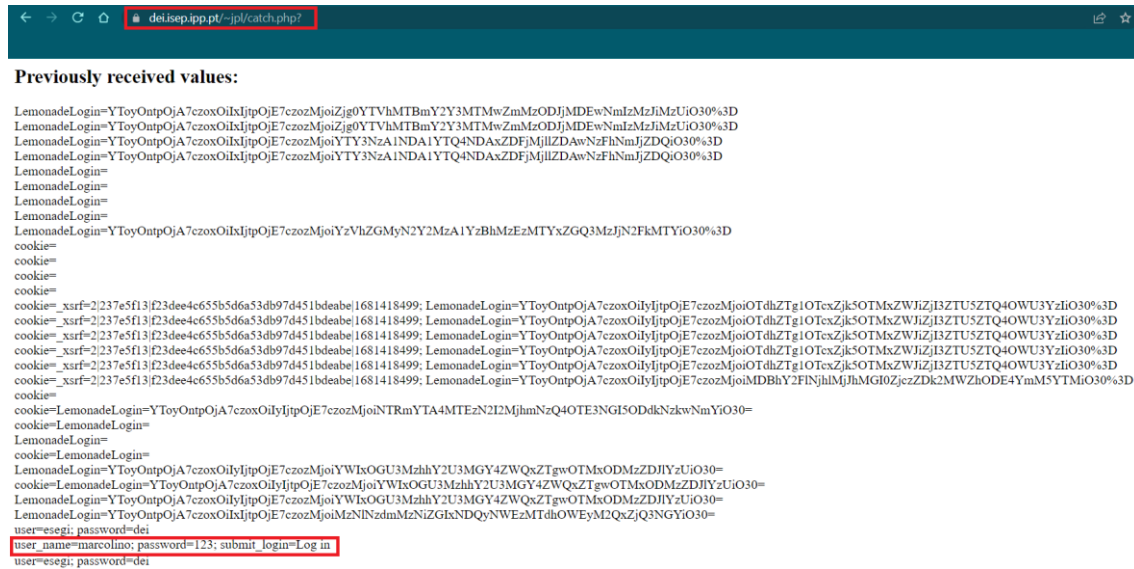 dei.isep.ipp.pt/~jpl/catch.php?
Previously received values:
LemonadeLogin=YToyOntpOjA7czoxOiIxIjtpOjE7czozMjoiZjg0YTVhMTBmY2Y3MTMwZmMzODJjMDEwNmIzMzJiMzUiO30%3D
LemonadeLogin=YToyOntpOjA7czoxOiIxIjtpOjE7czozMjoiZjg0YTVhMTBmY2Y3MTMwZmMzODJjMDEwNmIzMzJiMzUiO30%3D
LemonadeLogin=YToyOntpOjA7czoxOiIxIjtpOjE7czozMjoiYTY3NzA1NDA1YTQ4NDAxZDFjMjllZDAwNzFhNmJjZDQiO30%3D
LemonadeLogin=YToyOntpOjA7czoxOiIxIjtpOjE7czozMjoiYTY3NzA1NDA1YTQ4NDAxZDFjMjllZDAwNzFhNmJjZDQiO30%3D
LemonadeLogin=
LemonadeLogin=
LemonadeLogin=
LemonadeLogin=
LemonadeLogin=YToyOntpOjA7czoxOiIxIjtpOjE7czozMjoiYzVhZGMyN2Y2MzA1YzBhMzEzMTYxZGQ3MzJjN2FkMTYiO30%3D
cookie=
cookie=
cookie=
cookie=
cookie=_xsrf=2|237e5f13|f23dee4c655b5d6a53db97d451bdeabe|1681418499; LemonadeLogin=YToyOntpOjA7czoxOiIyIjtpOjE7czozMjoiOTdhZTg1OTcxZjk5OTMxZWJiZjI3ZTU5ZTQ4OWU3YzIiO30%3D
cookie=_xsrf=2|237e5f13|f23dee4c655b5d6a53db97d451bdeabe|1681418499; LemonadeLogin=YToyOntpOjA7czoxOiIyIjtpOjE7czozMjoiOTdhZTg1OTcxZjk5OTMxZWJiZjI3ZTU5ZTQ4OWU3YzIiO30%3D
cookie=_xsrf=2|237e5f13|f23dee4c655b5d6a53db97d451bdeabe|1681418499; LemonadeLogin=YToyOntpOjA7czoxOiIyIjtpOjE7czozMjoiOTdhZTg1OTcxZjk5OTMxZWJiZjI3ZTU5ZTQ4OWU3YzIiO30%3D
cookie=_xsrf=2|237e5f13|f23dee4c655b5d6a53db97d451bdeabe|1681418499; LemonadeLogin=YToyOntpOjA7czoxOiIyIjtpOjE7czozMjoiOTdhZTg1OTcxZjk5OTMxZWJiZjI3ZTU5ZTQ4OWU3YzIiO30%3D
cookie=_xsrf=2|237e5f13|f23dee4c655b5d6a53db97d451bdeabe|1681418499; LemonadeLogin=YToyOntpOjA7czoxOiIyIjtpOjE7czozMjoiOTdhZTg1OTcxZjk5OTMxZWJiZjI3ZTU5ZTQ4OWU3YzIiO30%3D
cookie=_xsrf=2|237e5f13|f23dee4c655b5d6a53db97d451bdeabe|1681418499; LemonadeLogin=YToyOntpOjA7czoxOiIyIjtpOjE7czozMjoiMDBhY2FlNjhlMjJhMGI0ZjczZDk2MWZhODE4YmM5YTMiO30%3D
cookie=
cookie=LemonadeLogin=YToyOntpOjA7czoxOiIyIjtpOjE7czozMjoiNTRmYTA4MTEzN2I2MjhmNzQ4OTE3NGI5ODdkNzkwNmYiO30=
cookie=LemonadeLogin=
LemonadeLogin=
cookie=LemonadeLogin=
LemonadeLogin=YToyOntpOjA7czoxOiIyIjtpOjE7czozMjoiYWIxOGU3MzhhY2U3MGY4ZWQxZTgwOTMxODMzZDJlYzUiO30=
cookie=LemonadeLogin=YToyOntpOjA7czoxOiIyIjtpOjE7czozMjoiYWIxOGU3MzhhY2U3MGY4ZWQxZTgwOTMxODMzZDJlYzUiO30=
LemonadeLogin=YToyOntpOjA7czoxOiIyIjtpOjE7czozMjoiYWIxOGU3MzhhY2U3MGY4ZWQxZTgwOTMxODMzZDJlYzUiO30=
LemonadeLogin=YToyOntpOjA7czoxOiIyIjtpOjE7czozMjoiMzNlNzdmMzNiZGIxNDQyNWEzMTdhOWEyM2QxZjQ3NGYiO30=
user=esegi; password=dei
user_name=marcolino; password=123; submit_login=Log in
user=esegi; password=dei